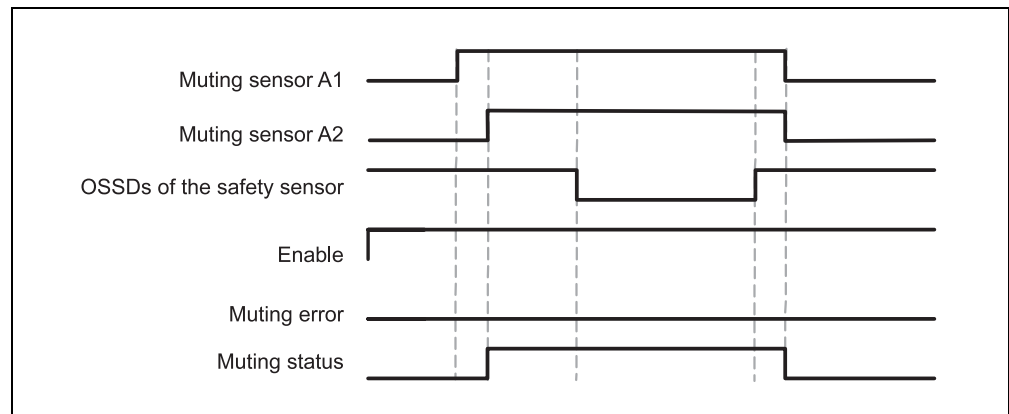 Muting sensor A1
Muting sensor A2
OSSDs of the safety sensor
Enable
Muting error
Muting status